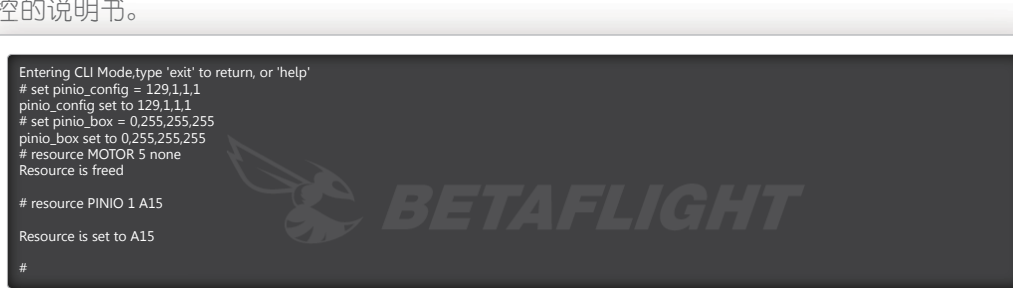 控的说明书。
Entering CLI Mode,type 'exit' to return, or 'help'
# set pinio_config = 129,1,1,1
pinio_config set to 129,1,1,1
# set pinio_box = 0,255,255,255
pinio_box set to 0,255,255,255
# resource MOTOR 5 none
Resource is freed
# resource PINIO 1 A15
Resource is set to A15
#
BETAFLIGHT